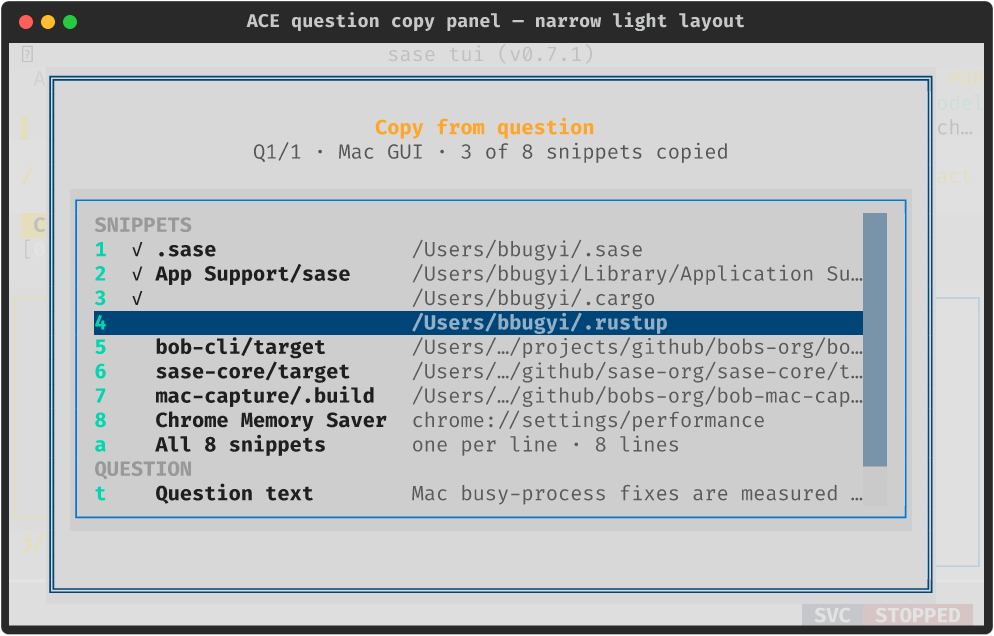 ACE question copy panel — narrow light layout
sase tui (v0.7.1)
Copy from question
Q1/1 · Mac GUI · 3 of 8 snippets copied
SNIPPETS
1 √ .sase /Users/bbugyi/.sase
2 √ App Support/sase /Users/bbugyi/Library/Application Su…
3 √ /Users/bbugyi/.cargo
4 /Users/bbugyi/.rustup
5 bob-cli/target /Users/…/projects/github/bobs-org/bo…
6 sase-core/target /Users/…/github/sase-org/sase-core/t…
7 mac-capture/.build /Users/…/github/bobs-org/bob-mac-cap…
8 Chrome Memory Saver chrome://settings/performance
a All 8 snippets one per line · 8 lines
QUESTION
t Question text Mac busy-process fixes are measured …
SVC STOPPED